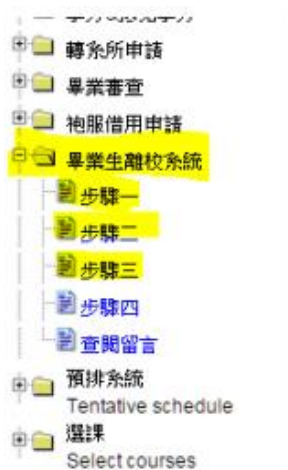 轉系所申請
畢業審查
袍服借用申請
畢業生離校系統
步驟一
步驟二
步驟三
步驟四
查閱留言
預排系統
Tentative schedule
選課
Select courses